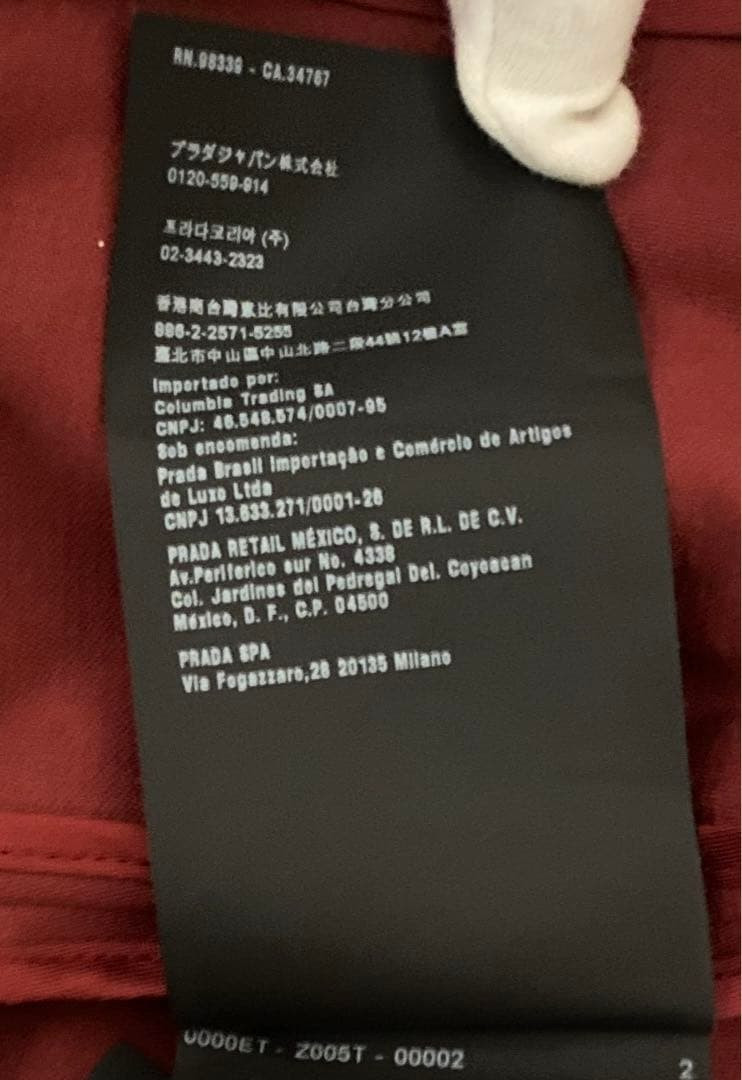 RN.98339 - CA.34767
プラダジャパン株式会社
0120-559-914
프라다코리아 (주)
02-3443-2323
香港商台灣惠比有限公司台灣分公司
886-2-2571-5255
臺北市中山區中山北路二段44號12樓A室
Importado por:
Columbia Trading SA
CNPJ: 46.548.574/0007-95
Sob encomenda:
Prada Brasil Importação e Comércio de Artigos
de Luxo Ltda
CNPJ 13.633.271/0001-26
PRADA RETAIL MÉXICO, S. DE R.L. DE C.V.
Av.Periferico sur No. 4338
Col. Jardines del Pedregal Del. Coyoacan
México, D. F., C.P. 04500
PRADA SPA
Via Fogazzaro,28 20135 Milano
0000ET - Z005T - 00002
2